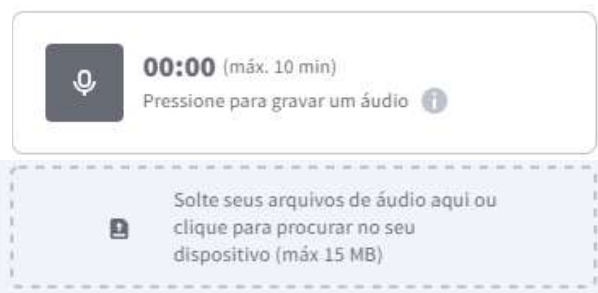 00:00 (máx. 10 min)
Pressione para gravar um áudio
Solte seus arquivos de áudio aqui ou
clique para procurar no seu
dispositivo (máx 15 MB)